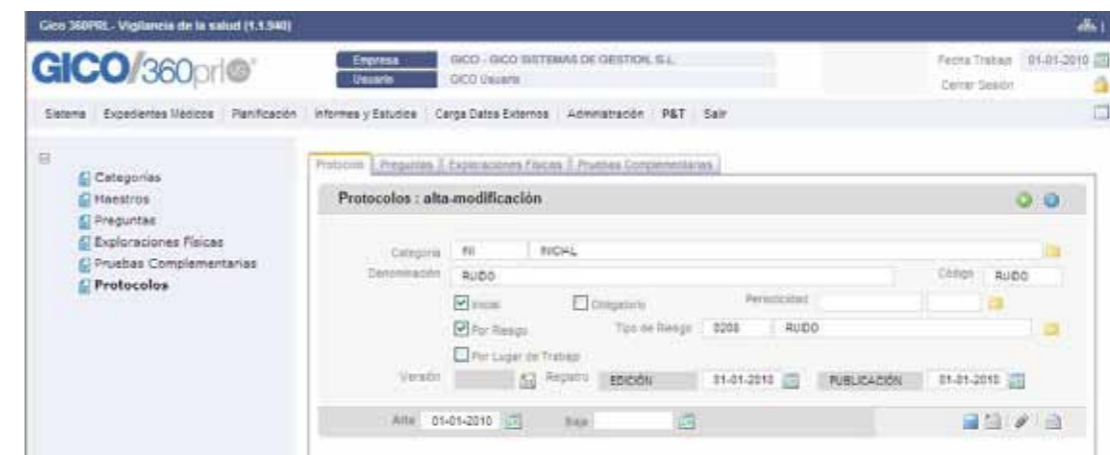 Gico 360PRL- Vigilancia de la salud (1.1.940)
GICO/360prl
Empresa GICO - GICO SISTEMAS DE GESTION, S.L.
Usuario GICO Usuario
Fecha Trabajo 01-01-2010
Cerrar Sesión
Sistema Expedientes Médicos Planificación Informes y Estudios Carga Datos Externos Administración P&T Salir
Categorías
Maestros
Preguntas
Exploraciones Físicas
Pruebas Complementarias
Protocolos
Protocolo Preguntas Exploraciones Físicas Pruebas Complementarias
Protocolos : alta-modificación
Categoría INI INICIAL
Denominación RUIDO Código RUIDO
Inicial Obligatorio Periodicidad
Por Riesgo Tipo de Riesgo 0208 RUIDO
Por Lugar de Trabajo
Versión Registro EDICIÓN 01-01-2010 PUBLICACIÓN 01-01-2010
Alta 01-01-2010 Baja